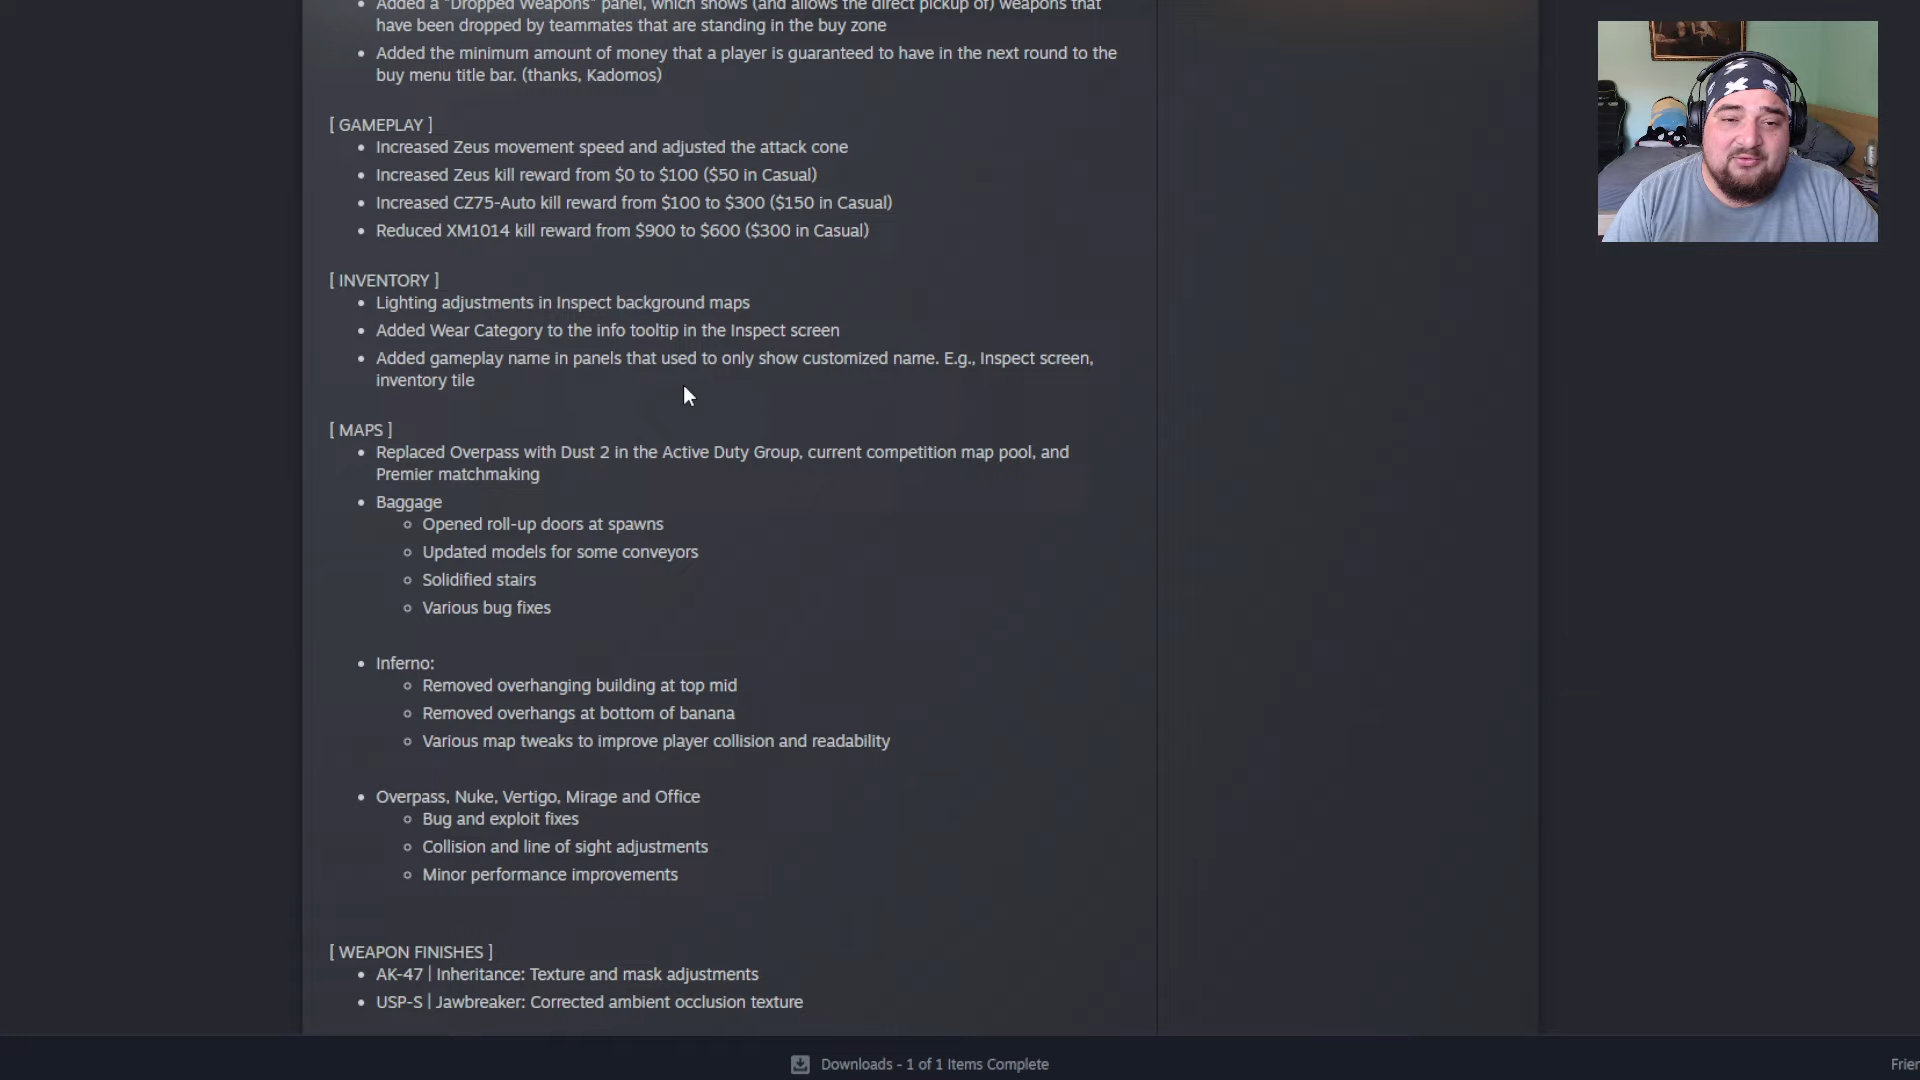 Added a "Dropped Weapons" panel, which shows (and allows the direct pickup of) weapons that
have been dropped by teammates that are standing in the buy zone
Added the minimum amount of money that a player is guaranteed to have in the next round to the
buy menu title bar. (thanks, Kadomos)
[ GAMEPLAY ]
Increased Zeus movement speed and adjusted the attack cone
Increased Zeus kill reward from $0 to $100 ($50 in Casual)
Increased CZ75-Auto kill reward from $100 to $300 ($150 in Casual)
Reduced XM1014 kill reward from $900 to $600 ($300 in Casual)
[ INVENTORY ]
Lighting adjustments in Inspect background maps
Added Wear Category to the info tooltip in the Inspect screen
Added gameplay name in panels that used to only show customized name. E.g., Inspect screen,
inventory tile
[ MAPS ]
Replaced Overpass with Dust 2 in the Active Duty Group, current competition map pool, and
Premier matchmaking
Baggage
Opened roll-up doors at spawns
Updated models for some conveyors
Solidified stairs
Various bug fixes
Inferno:
Removed overhanging building at top mid
Removed overhangs at bottom of banana
Various map tweaks to improve player collision and readability
Overpass, Nuke, Vertigo, Mirage and Office
Bug and exploit fixes
Collision and line of sight adjustments
Minor performance improvements
[ WEAPON FINISHES ]
AK-47 | Inheritance: Texture and mask adjustments
USP-S | Jawbreaker: Corrected ambient occlusion texture
Downloads - 1 of 1 Items Complete